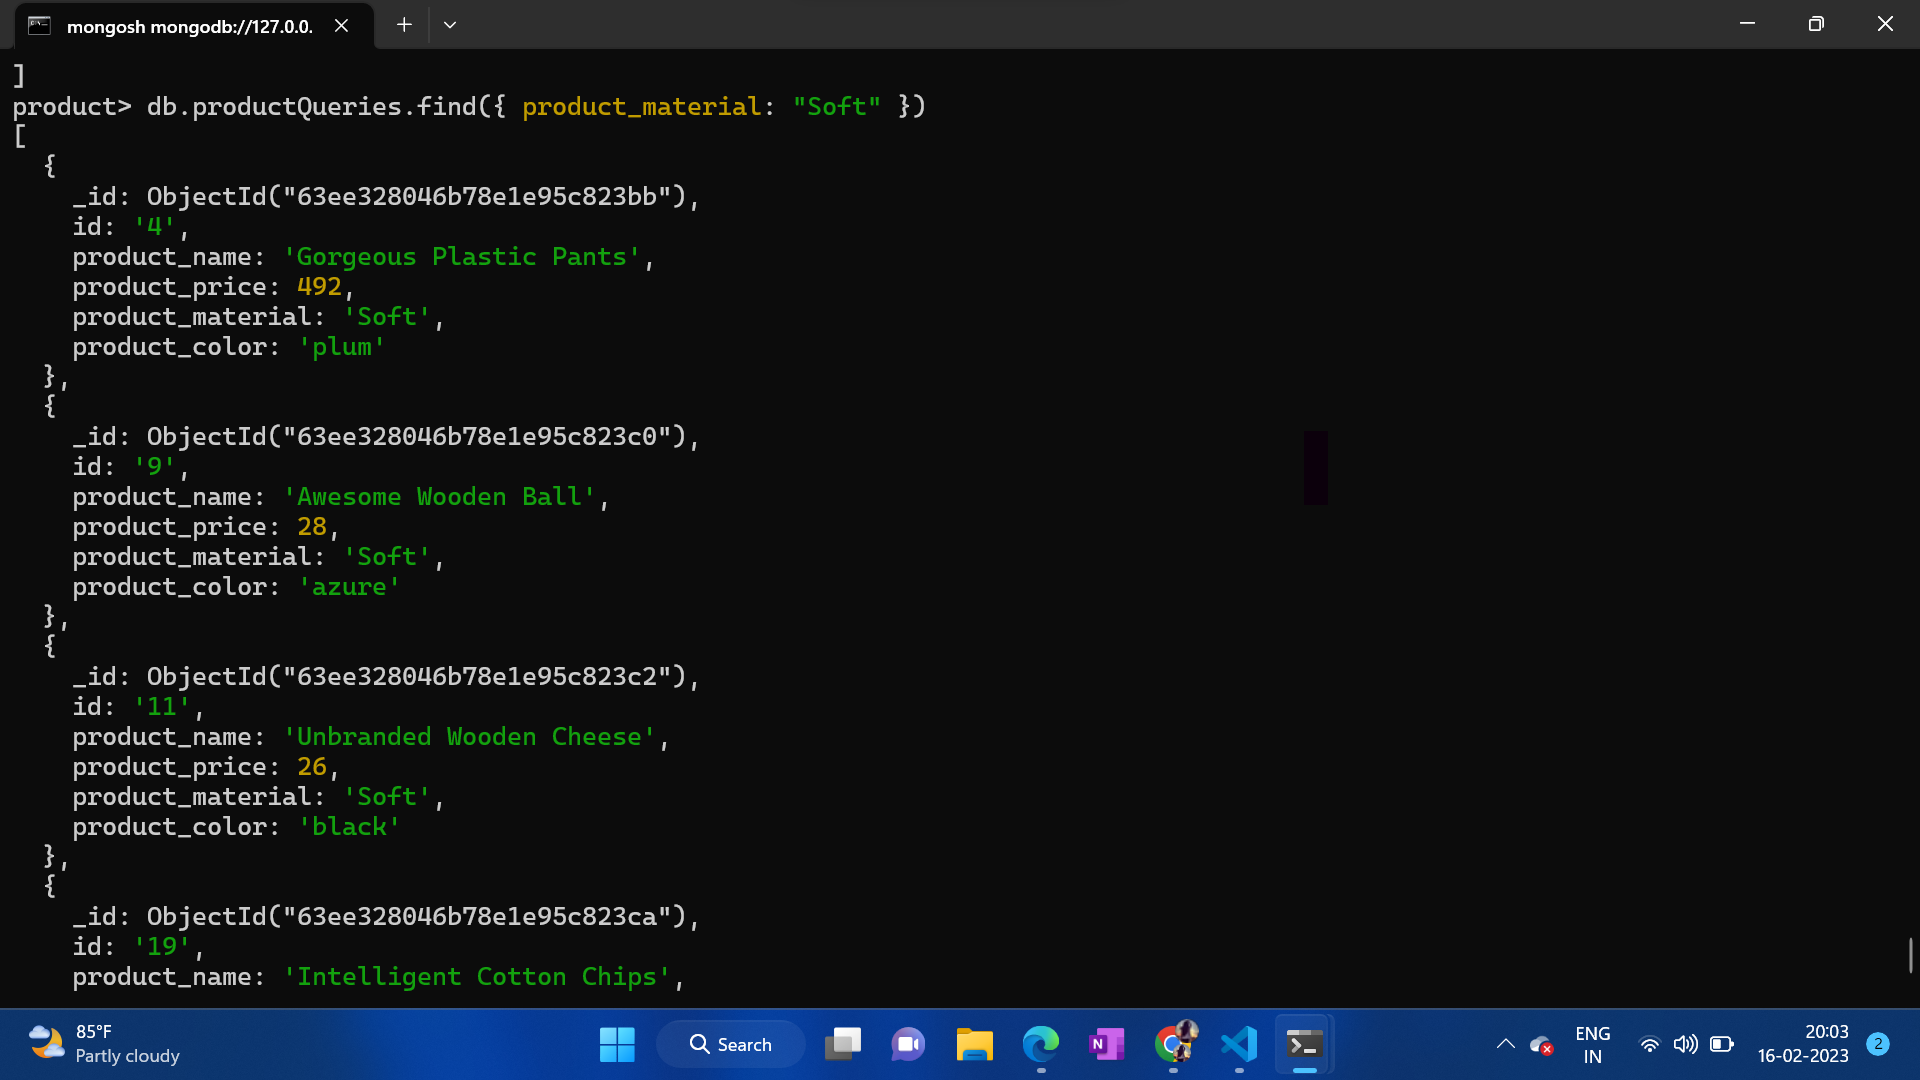 mongosh mongodb://127.0.0.
]
product> db.productQueries.find({ product_material: "Soft" })
[
  {
    _id: ObjectId("63ee328046b78e1e95c823bb"),
    id: '4',
    product_name: 'Gorgeous Plastic Pants',
    product_price: 492,
    product_material: 'Soft',
    product_color: 'plum'
  },
  {
    _id: ObjectId("63ee328046b78e1e95c823c0"),
    id: '9',
    product_name: 'Awesome Wooden Ball',
    product_price: 28,
    product_material: 'Soft',
    product_color: 'azure'
  },
  {
    _id: ObjectId("63ee328046b78e1e95c823c2"),
    id: '11',
    product_name: 'Unbranded Wooden Cheese',
    product_price: 26,
    product_material: 'Soft',
    product_color: 'black'
  },
  {
    _id: ObjectId("63ee328046b78e1e95c823ca"),
    id: '19',
    product_name: 'Intelligent Cotton Chips',
85°F
Partly cloudy
Search
N
ENG
IN
20:03
16-02-2023
2